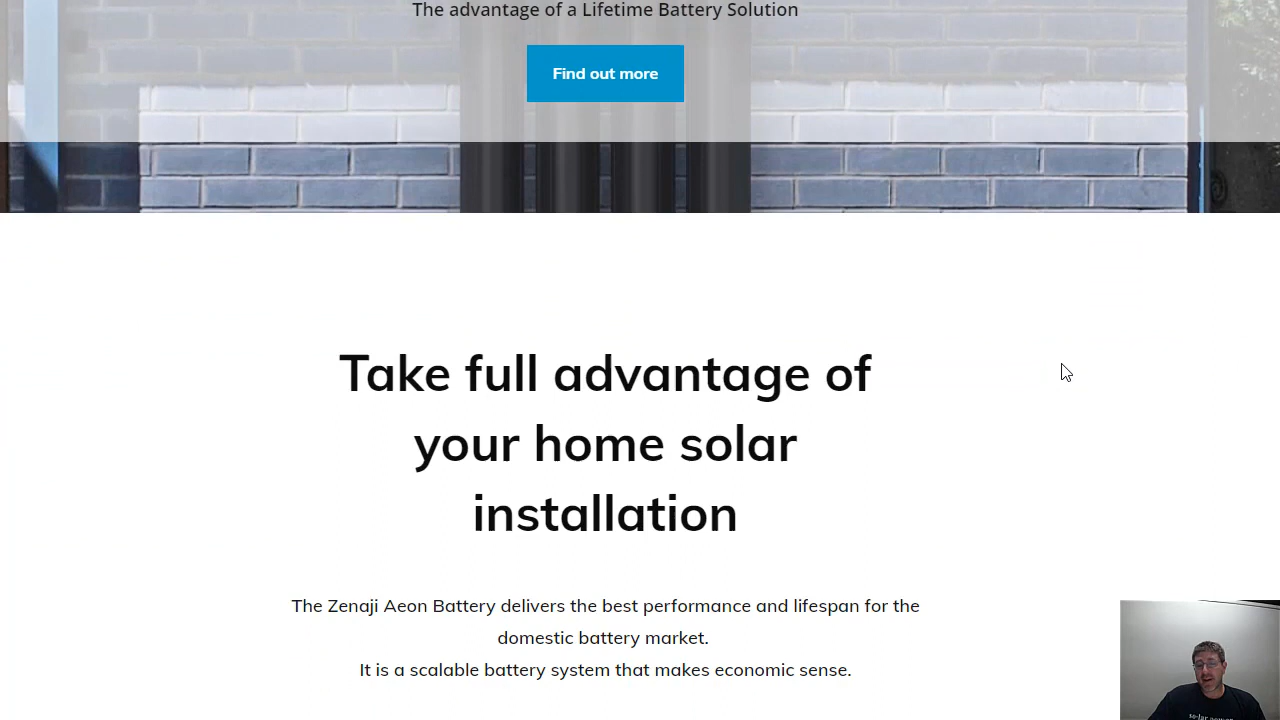 The advantage of a Lifetime Battery Solution
Find out more
Take full advantage of
your home solar
installation
The Zenaji Aeon Battery delivers the best performance and lifespan for the
domestic battery market.
It is a scalable battery system that makes economic sense.
solar power